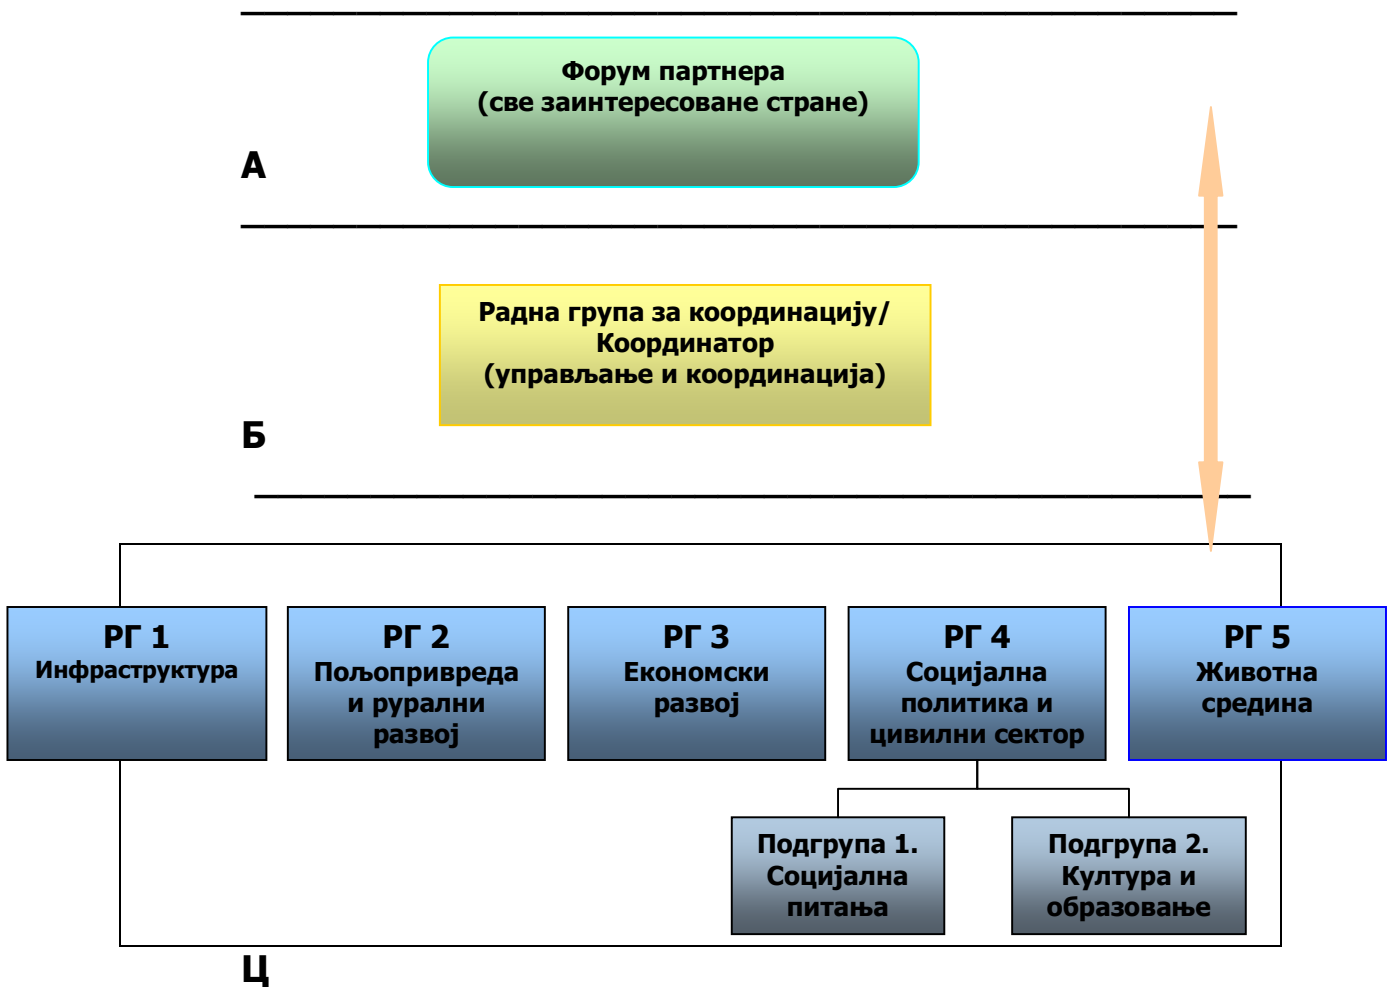 Форум партнера
(све заинтересоване стране)
А
Радна група за координацију/
Координатор
(управљање и координација)
Б
РГ 1
Инфраструктура
РГ 2
Пољопривреда
и рурални
развој
РГ 3
Економски
развој
РГ 4
Социјална
политика и
цивилни сектор
РГ 5
Животна
средина
Подгрупа 1.
Социјална
питања
Подгрупа 2.
Култура и
образовање
Ц